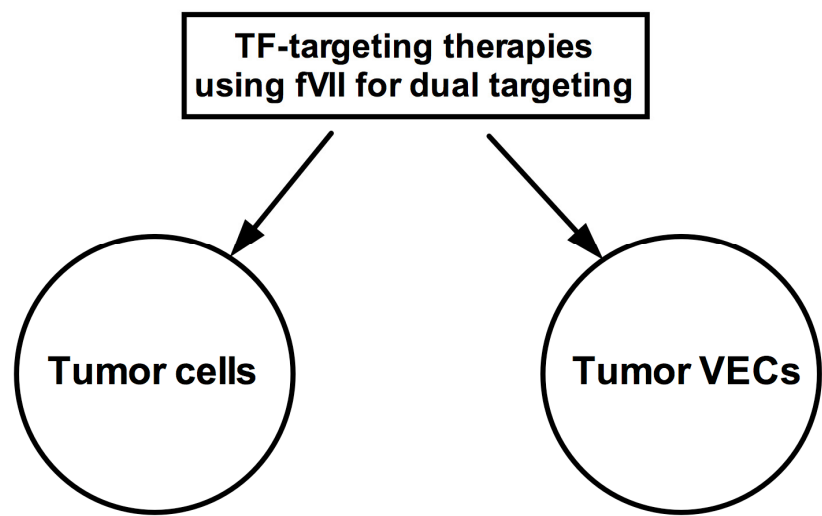 TF-targeting therapies
using fVII for dual targeting
Tumor cells
Tumor VECs